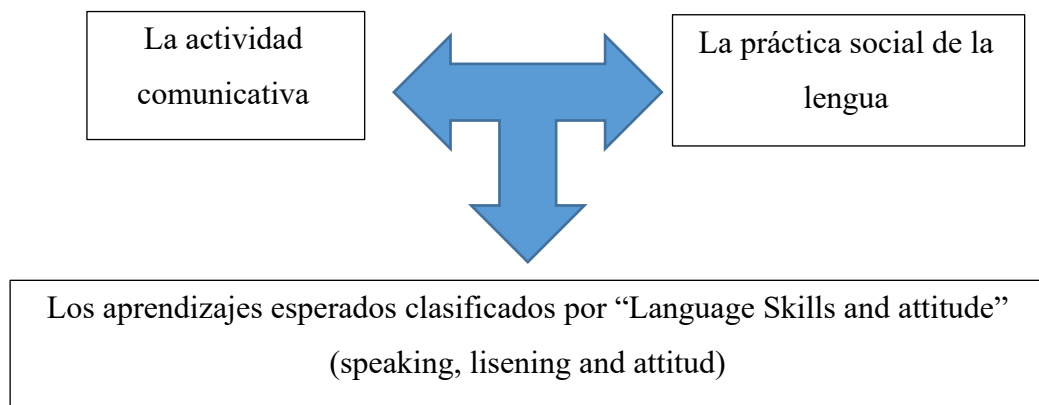 La actividad
comunicativa
La práctica social de la
lengua
Los aprendizajes esperados clasificados por “Language Skills and attitude”
(speaking, lisening and attitud)